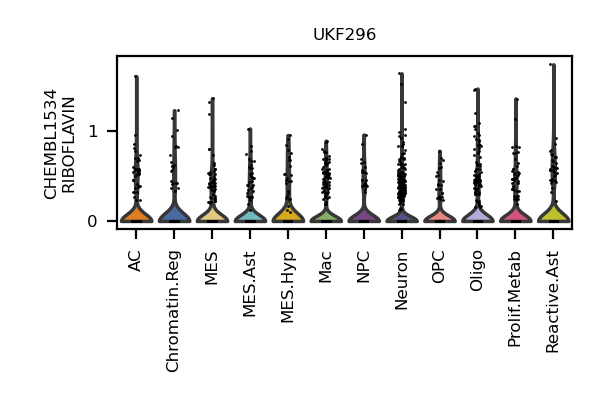 UKF296
CHEMBL1534
RIBOFLAVIN
1
0
AC
Chromatin.Reg
MES
MES.Ast
MES.Hyp
Mac
NPC
Neuron
OPC
Oligo
Prolif.Metab
Reactive.Ast